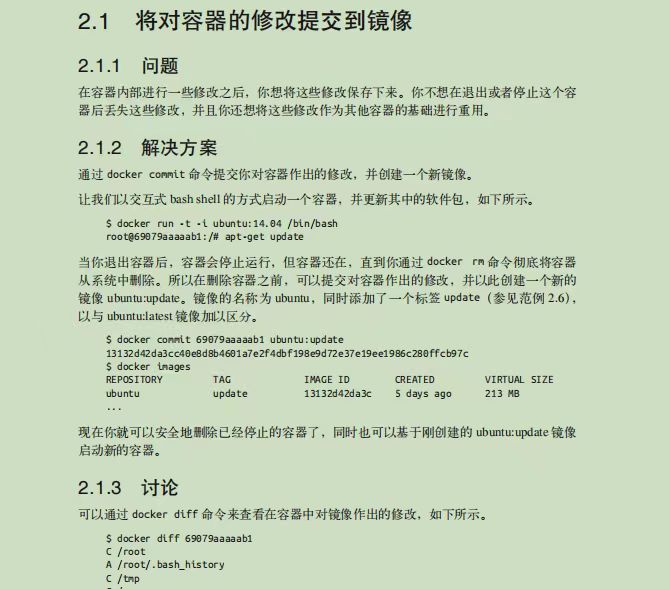 2.1 将对容器的修改提交到镜像
2.1.1 问题
在容器内部进行一些修改之后，你想将这些修改保存下来。你不想在退出或者停止这个容
器后丢失这些修改，并且你还想将这些修改作为其他容器的基础进行重用。
2.1.2 解决方案
通过 docker commit 命令提交你对容器作出的修改，并创建一个新镜像。
让我们以交互式 bash shell 的方式启动一个容器，并更新其中的软件包，如下所示。
$ docker run -t -i ubuntu:14.04 /bin/bash
root@69079aaaaab1:/# apt-get update
当你退出容器后，容器会停止运行，但容器还在，直到你通过 docker rm 命令彻底将容器
从系统中删除。所以在删除容器之前，可以提交对容器作出的修改，并以此创建一个新的
镜像 ubuntu:update。镜像的名称为 ubuntu，同时添加了一个标签 update（参见范例 2.6），
以与 ubuntu:latest 镜像加以区分。
$ docker commit 69079aaaaab1 ubuntu:update
13132d42da3cc40e8d8b4601a7e2f4dbf198e9d72e37e19ee1986c280ffcb97c
$ docker images
REPOSITORY TAG IMAGE ID CREATED VIRTUAL SIZE
ubuntu update 13132d42da3c 5 days ago 213 MB
...
现在你就可以安全地删除已经停止的容器了，同时也可以基于刚创建的 ubuntu:update 镜像
启动新的容器。
2.1.3 讨论
可以通过 docker diff 命令来查看在容器中对镜像作出的修改，如下所示。
$ docker diff 69079aaaaab1
C /root
A /root/.bash_history
C /tmp